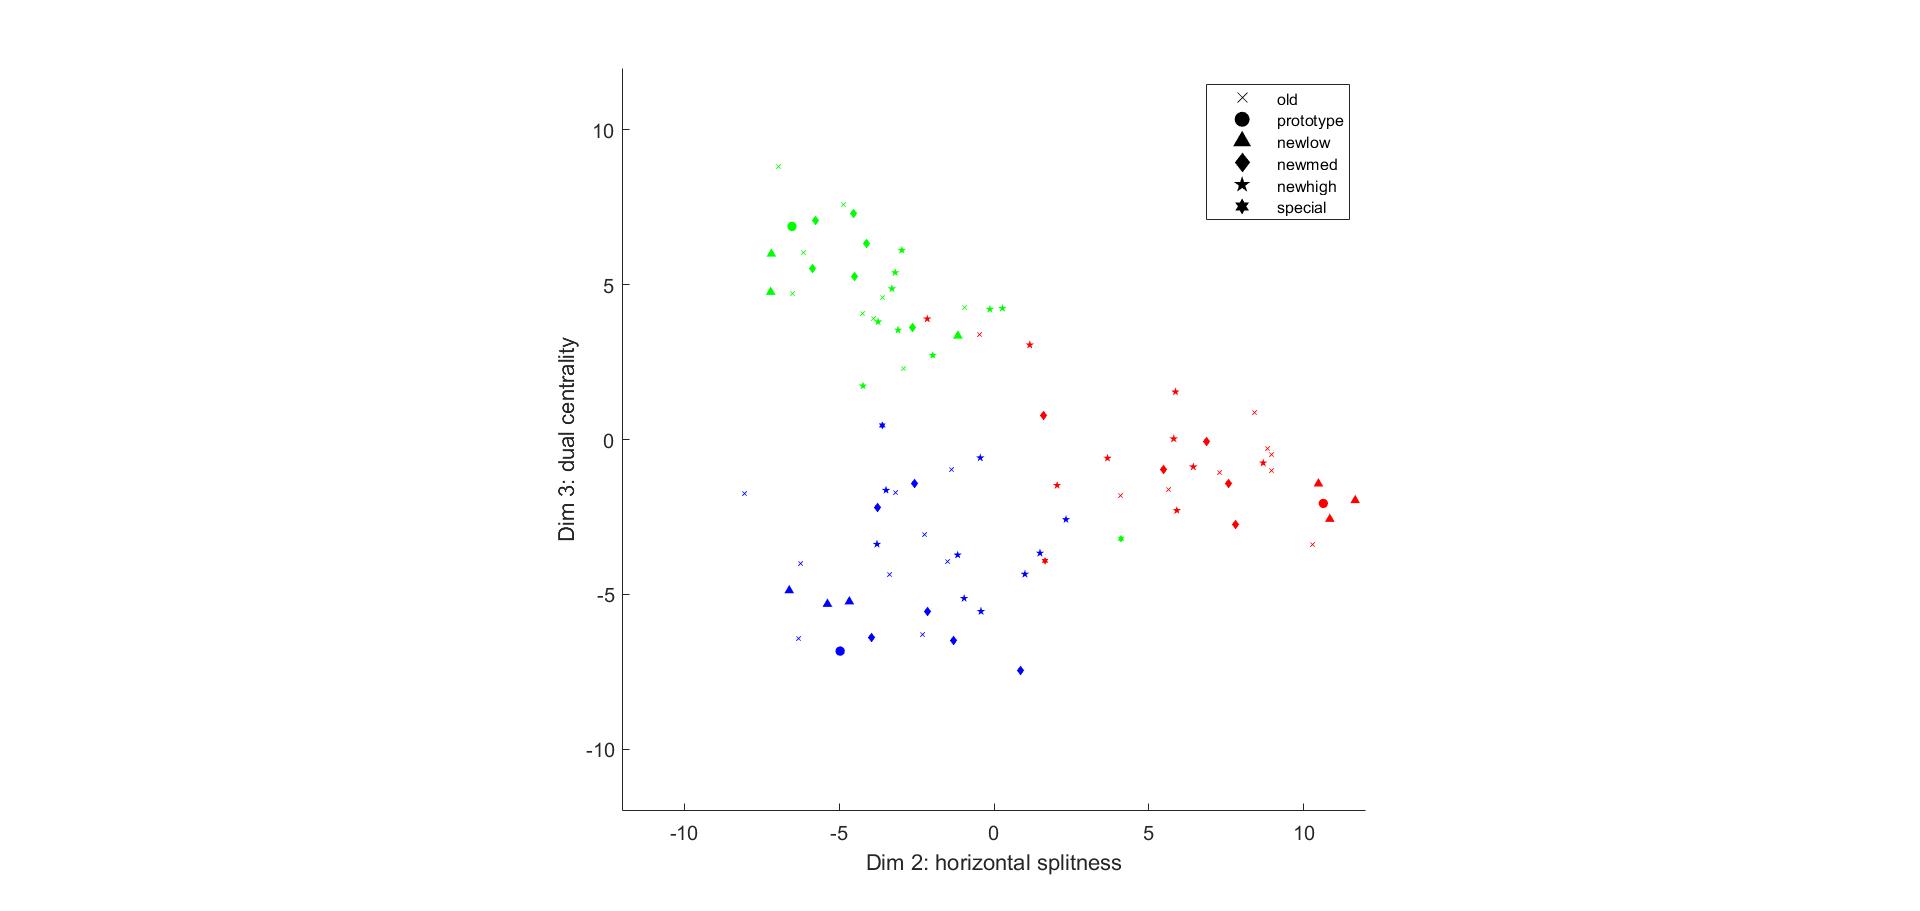 old
prototype
newlow
newmed
newhigh
special
10
5
0
-5
-10
Dim 3: dual centrality
-10
-5
0
5
10
Dim 2: horizontal splitness